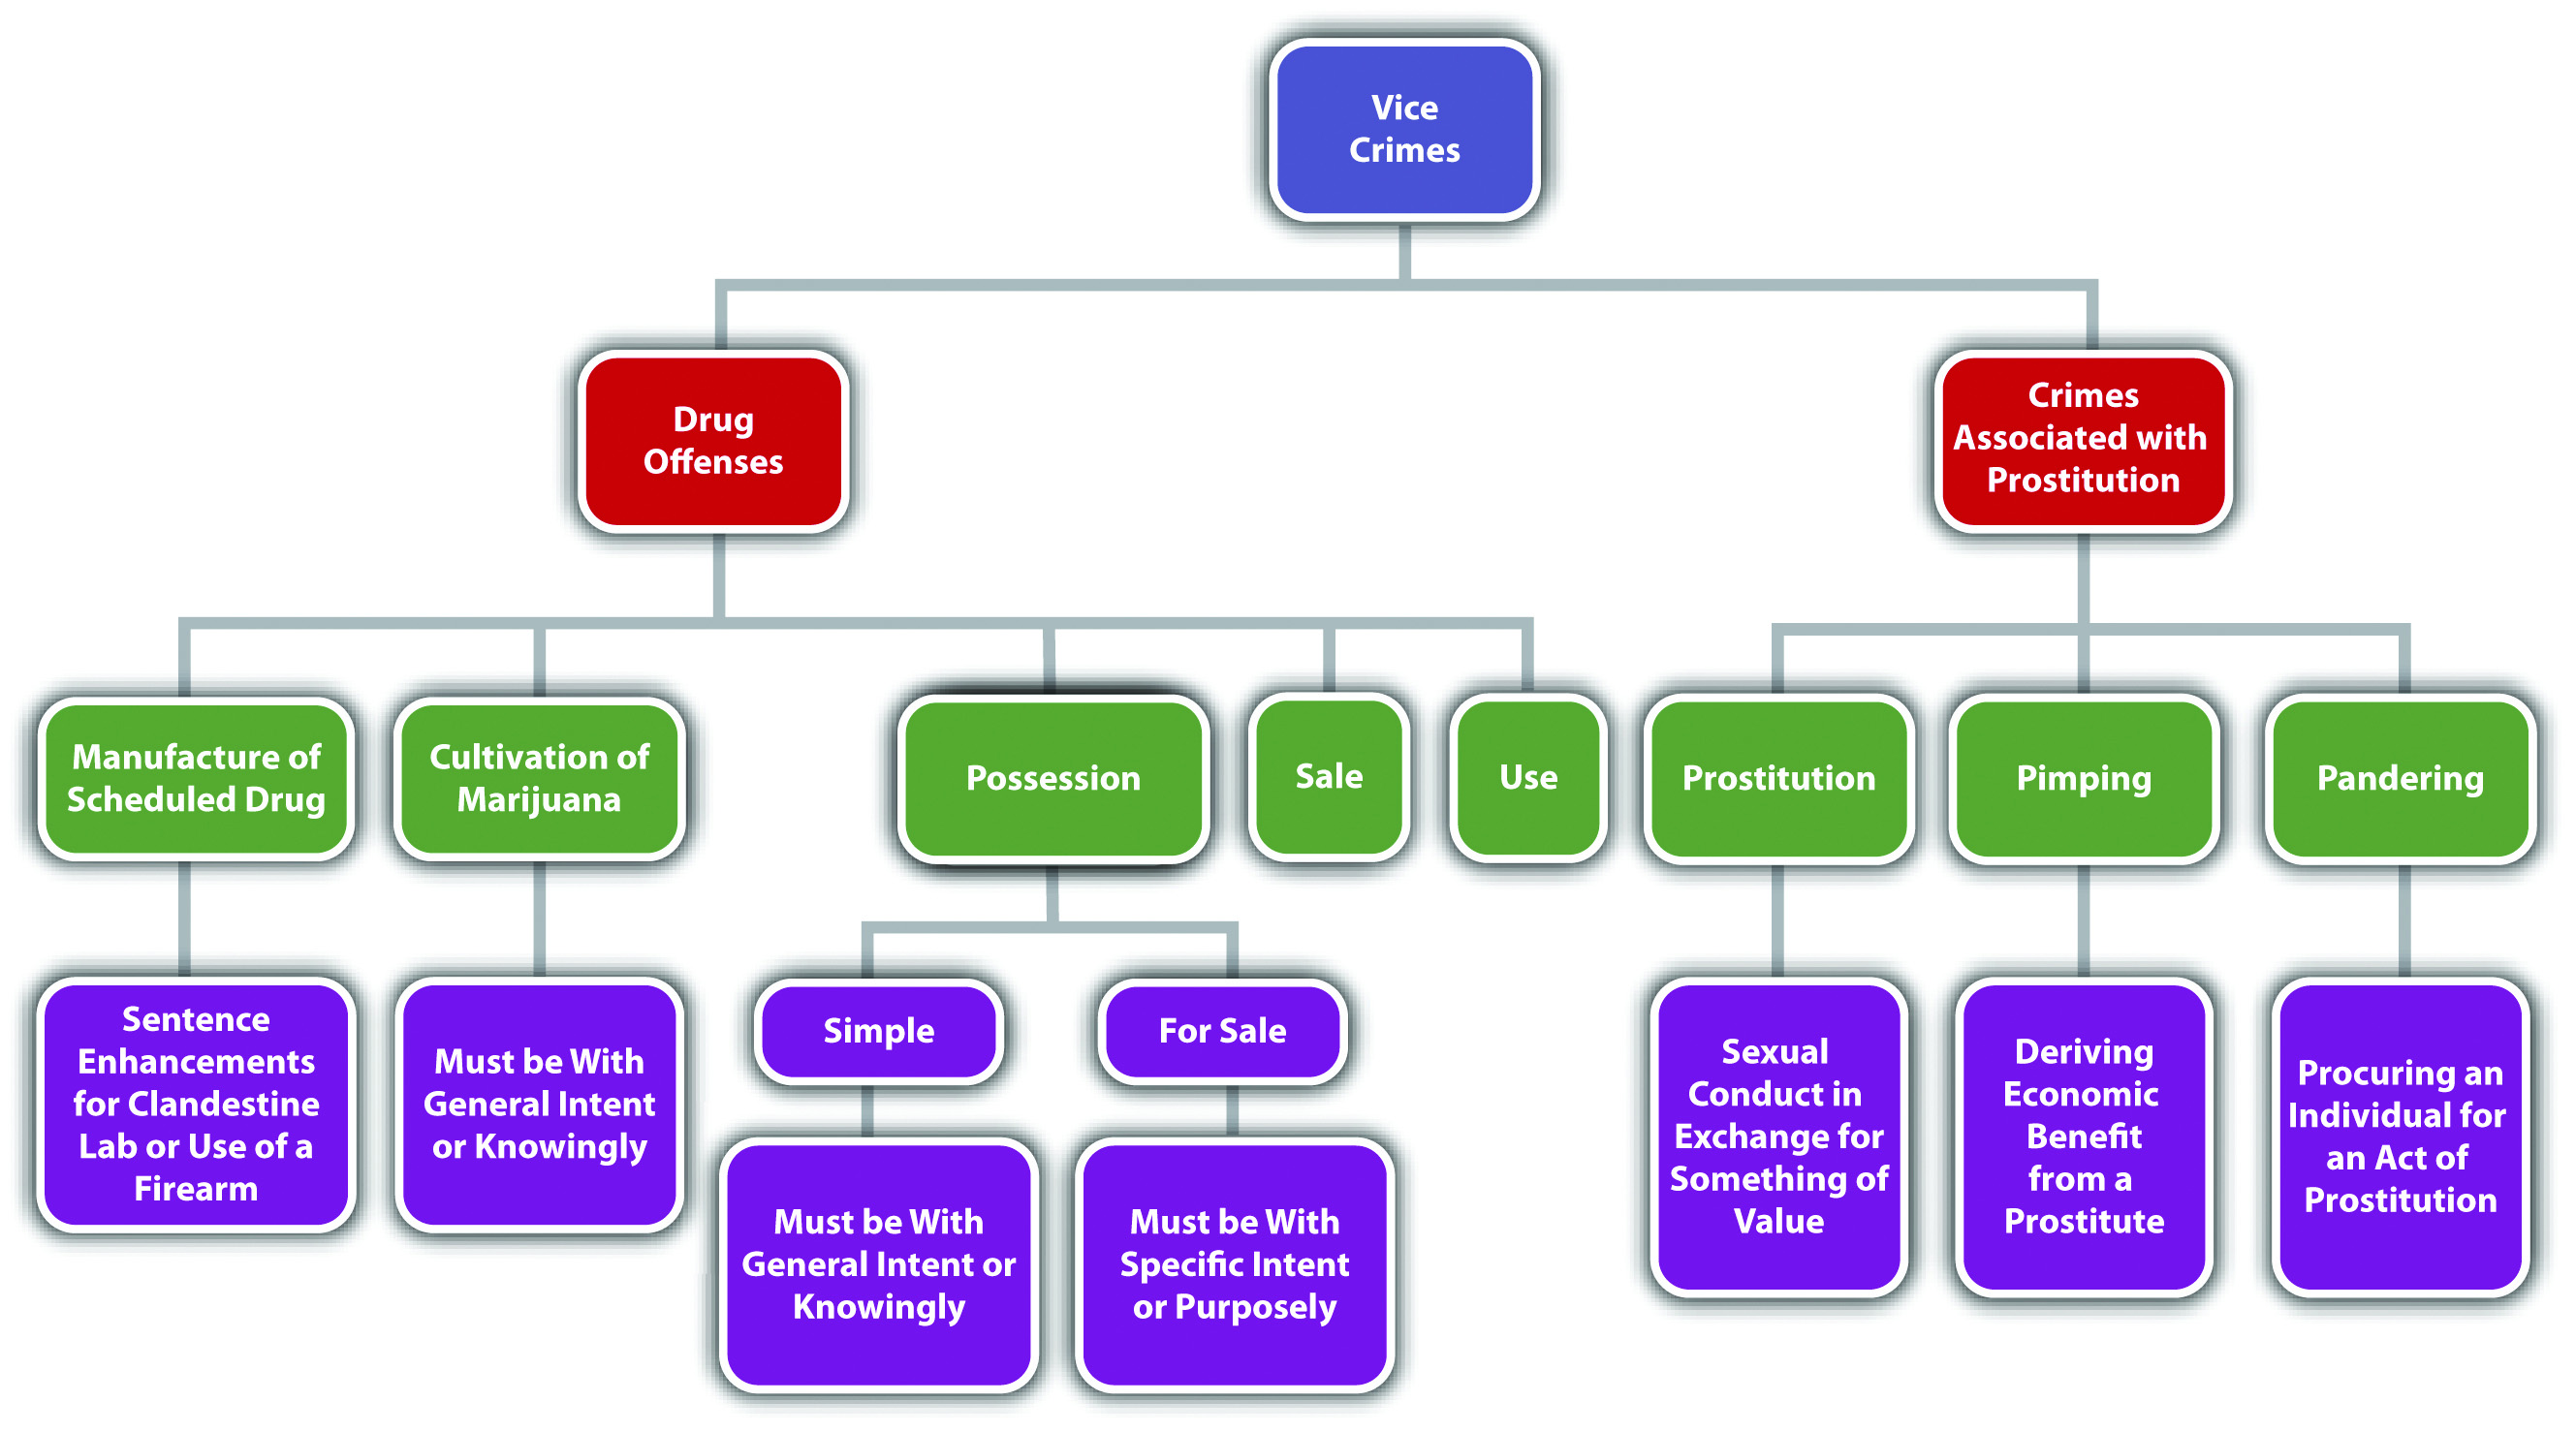 Vice
Crimes
Drug
Offenses
Crimes
Associated with
Prostitution
Manufacture of
Scheduled Drug
Cultivation of
Marijuana
Possession
Sale
Use
Prostitution
Pimping
Pandering
Sentence
Enhancements
for Clandestine
Lab or Use of a
Firearm
Must be With
General Intent
or Knowingly
Simple
For Sale
Must be With
General Intent or
Knowingly
Must be With
Specific Intent
or Purposely
Sexual
Conduct in
Exchange for
Something of
Value
Deriving
Economic
Benefit
from a
Prostitute
Procuring an
Individual for
an Act of
Prostitution